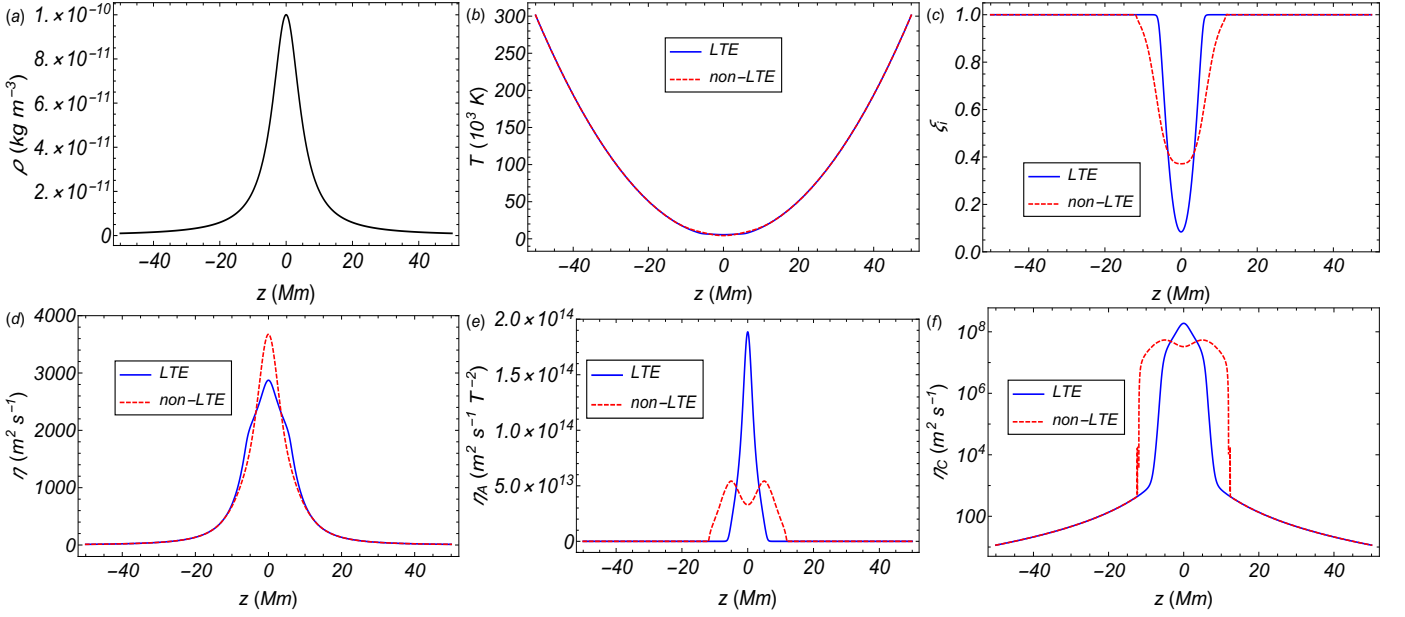 (a)
1.×10⁻¹⁰
8.×10⁻¹¹
6.×10⁻¹¹
4.×10⁻¹¹
2.×10⁻¹¹
0
ρ (kg m⁻³)
−40 −20 0 20 40
z (Mm)
(b)
300
250
200
150
100
50
0
T (10³ K)
LTE
non−LTE
−40 −20 0 20 40
z (Mm)
(c)
1.0
0.8
0.6
0.4
0.2
0.0
ξᵢ
LTE
non−LTE
−40 −20 0 20 40
z (Mm)
(d)
4000
3000
2000
1000
0
η (m² s⁻¹)
LTE
non−LTE
−40 −20 0 20 40
z (Mm)
(e)
2.0×10¹⁴
1.5×10¹⁴
1.0×10¹⁴
5.0×10¹³
0
η_A (m² s⁻¹ T⁻²)
LTE
non−LTE
−40 −20 0 20 40
z (Mm)
(f)
10⁸
10⁶
10⁴
100
η_C (m² s⁻¹)
LTE
non−LTE
−40 −20 0 20 40
z (Mm)